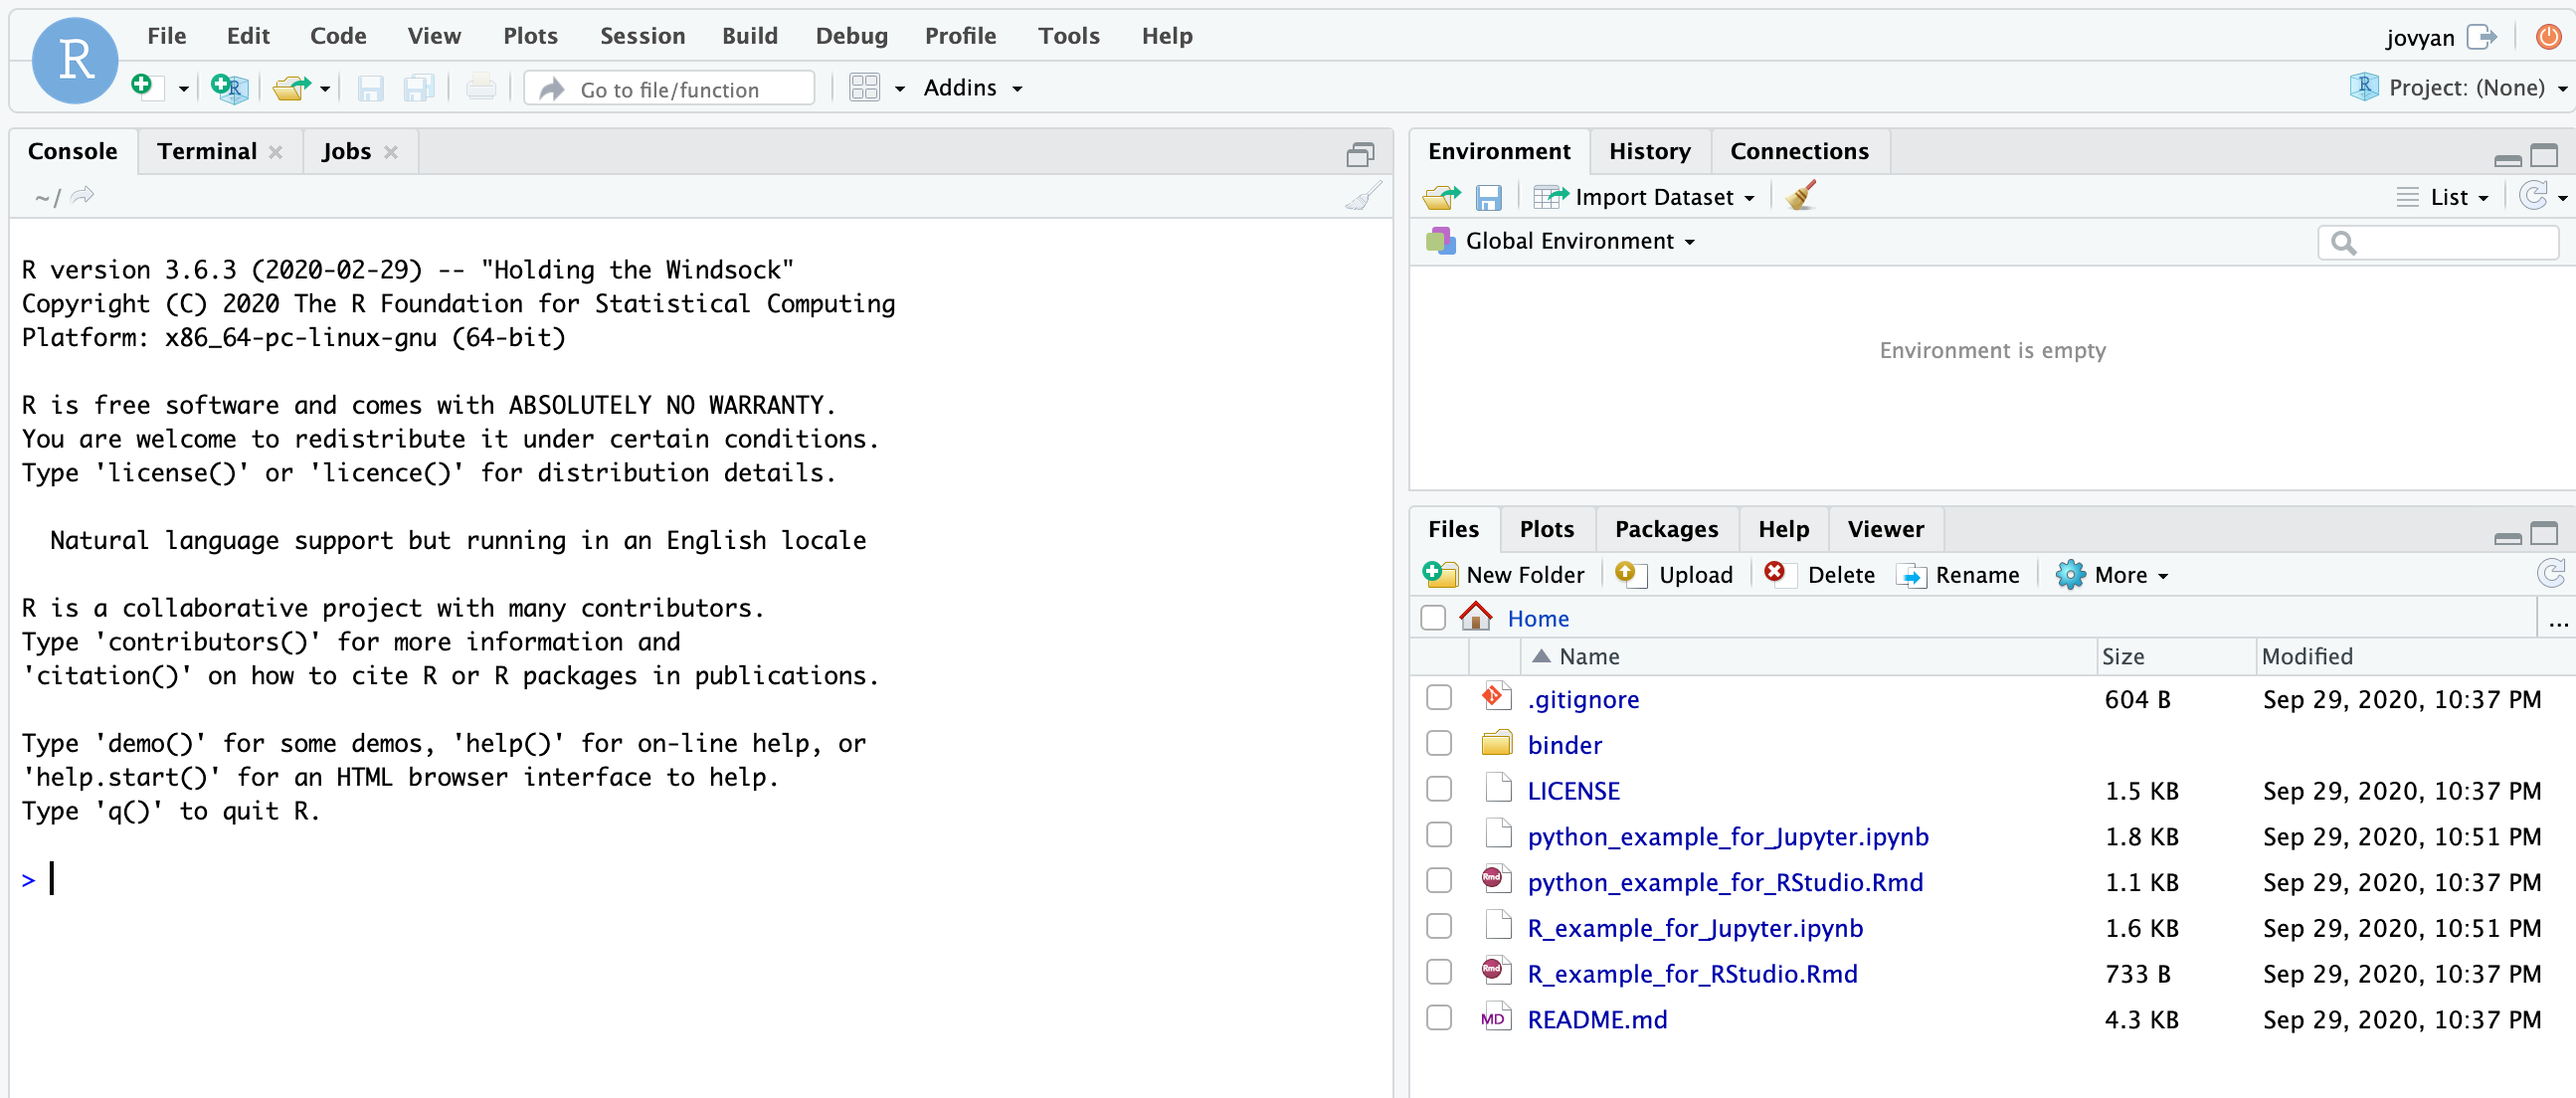 R
File Edit Code View Plots Session Build Debug Profile Tools Help
jovyan
Go to file/function
Addins
Project: (None)
Console Terminal Jobs
~/
R version 3.6.3 (2020-02-29) -- "Holding the Windsock"
Copyright (C) 2020 The R Foundation for Statistical Computing
Platform: x86_64-pc-linux-gnu (64-bit)
R is free software and comes with ABSOLUTELY NO WARRANTY.
You are welcome to redistribute it under certain conditions.
Type 'license()' or 'licence()' for distribution details.
Natural language support but running in an English locale
R is a collaborative project with many contributors.
Type 'contributors()' for more information and
'citation()' on how to cite R or R packages in publications.
Type 'demo()' for some demos, 'help()' for on-line help, or
'help.start()' for an HTML browser interface to help.
Type 'q()' to quit R.
>
Environment History Connections
Import Dataset List
Global Environment
Environment is empty
Files Plots Packages Help Viewer
New Folder Upload Delete Rename More
Home ...
Name Size Modified
.gitignore 604 B Sep 29, 2020, 10:37 PM
binder
LICENSE 1.5 KB Sep 29, 2020, 10:37 PM
python_example_for_Jupyter.ipynb 1.8 KB Sep 29, 2020, 10:51 PM
Rmd python_example_for_RStudio.Rmd 1.1 KB Sep 29, 2020, 10:37 PM
R_example_for_Jupyter.ipynb 1.6 KB Sep 29, 2020, 10:51 PM
Rmd R_example_for_RStudio.Rmd 733 B Sep 29, 2020, 10:37 PM
MD README.md 4.3 KB Sep 29, 2020, 10:37 PM